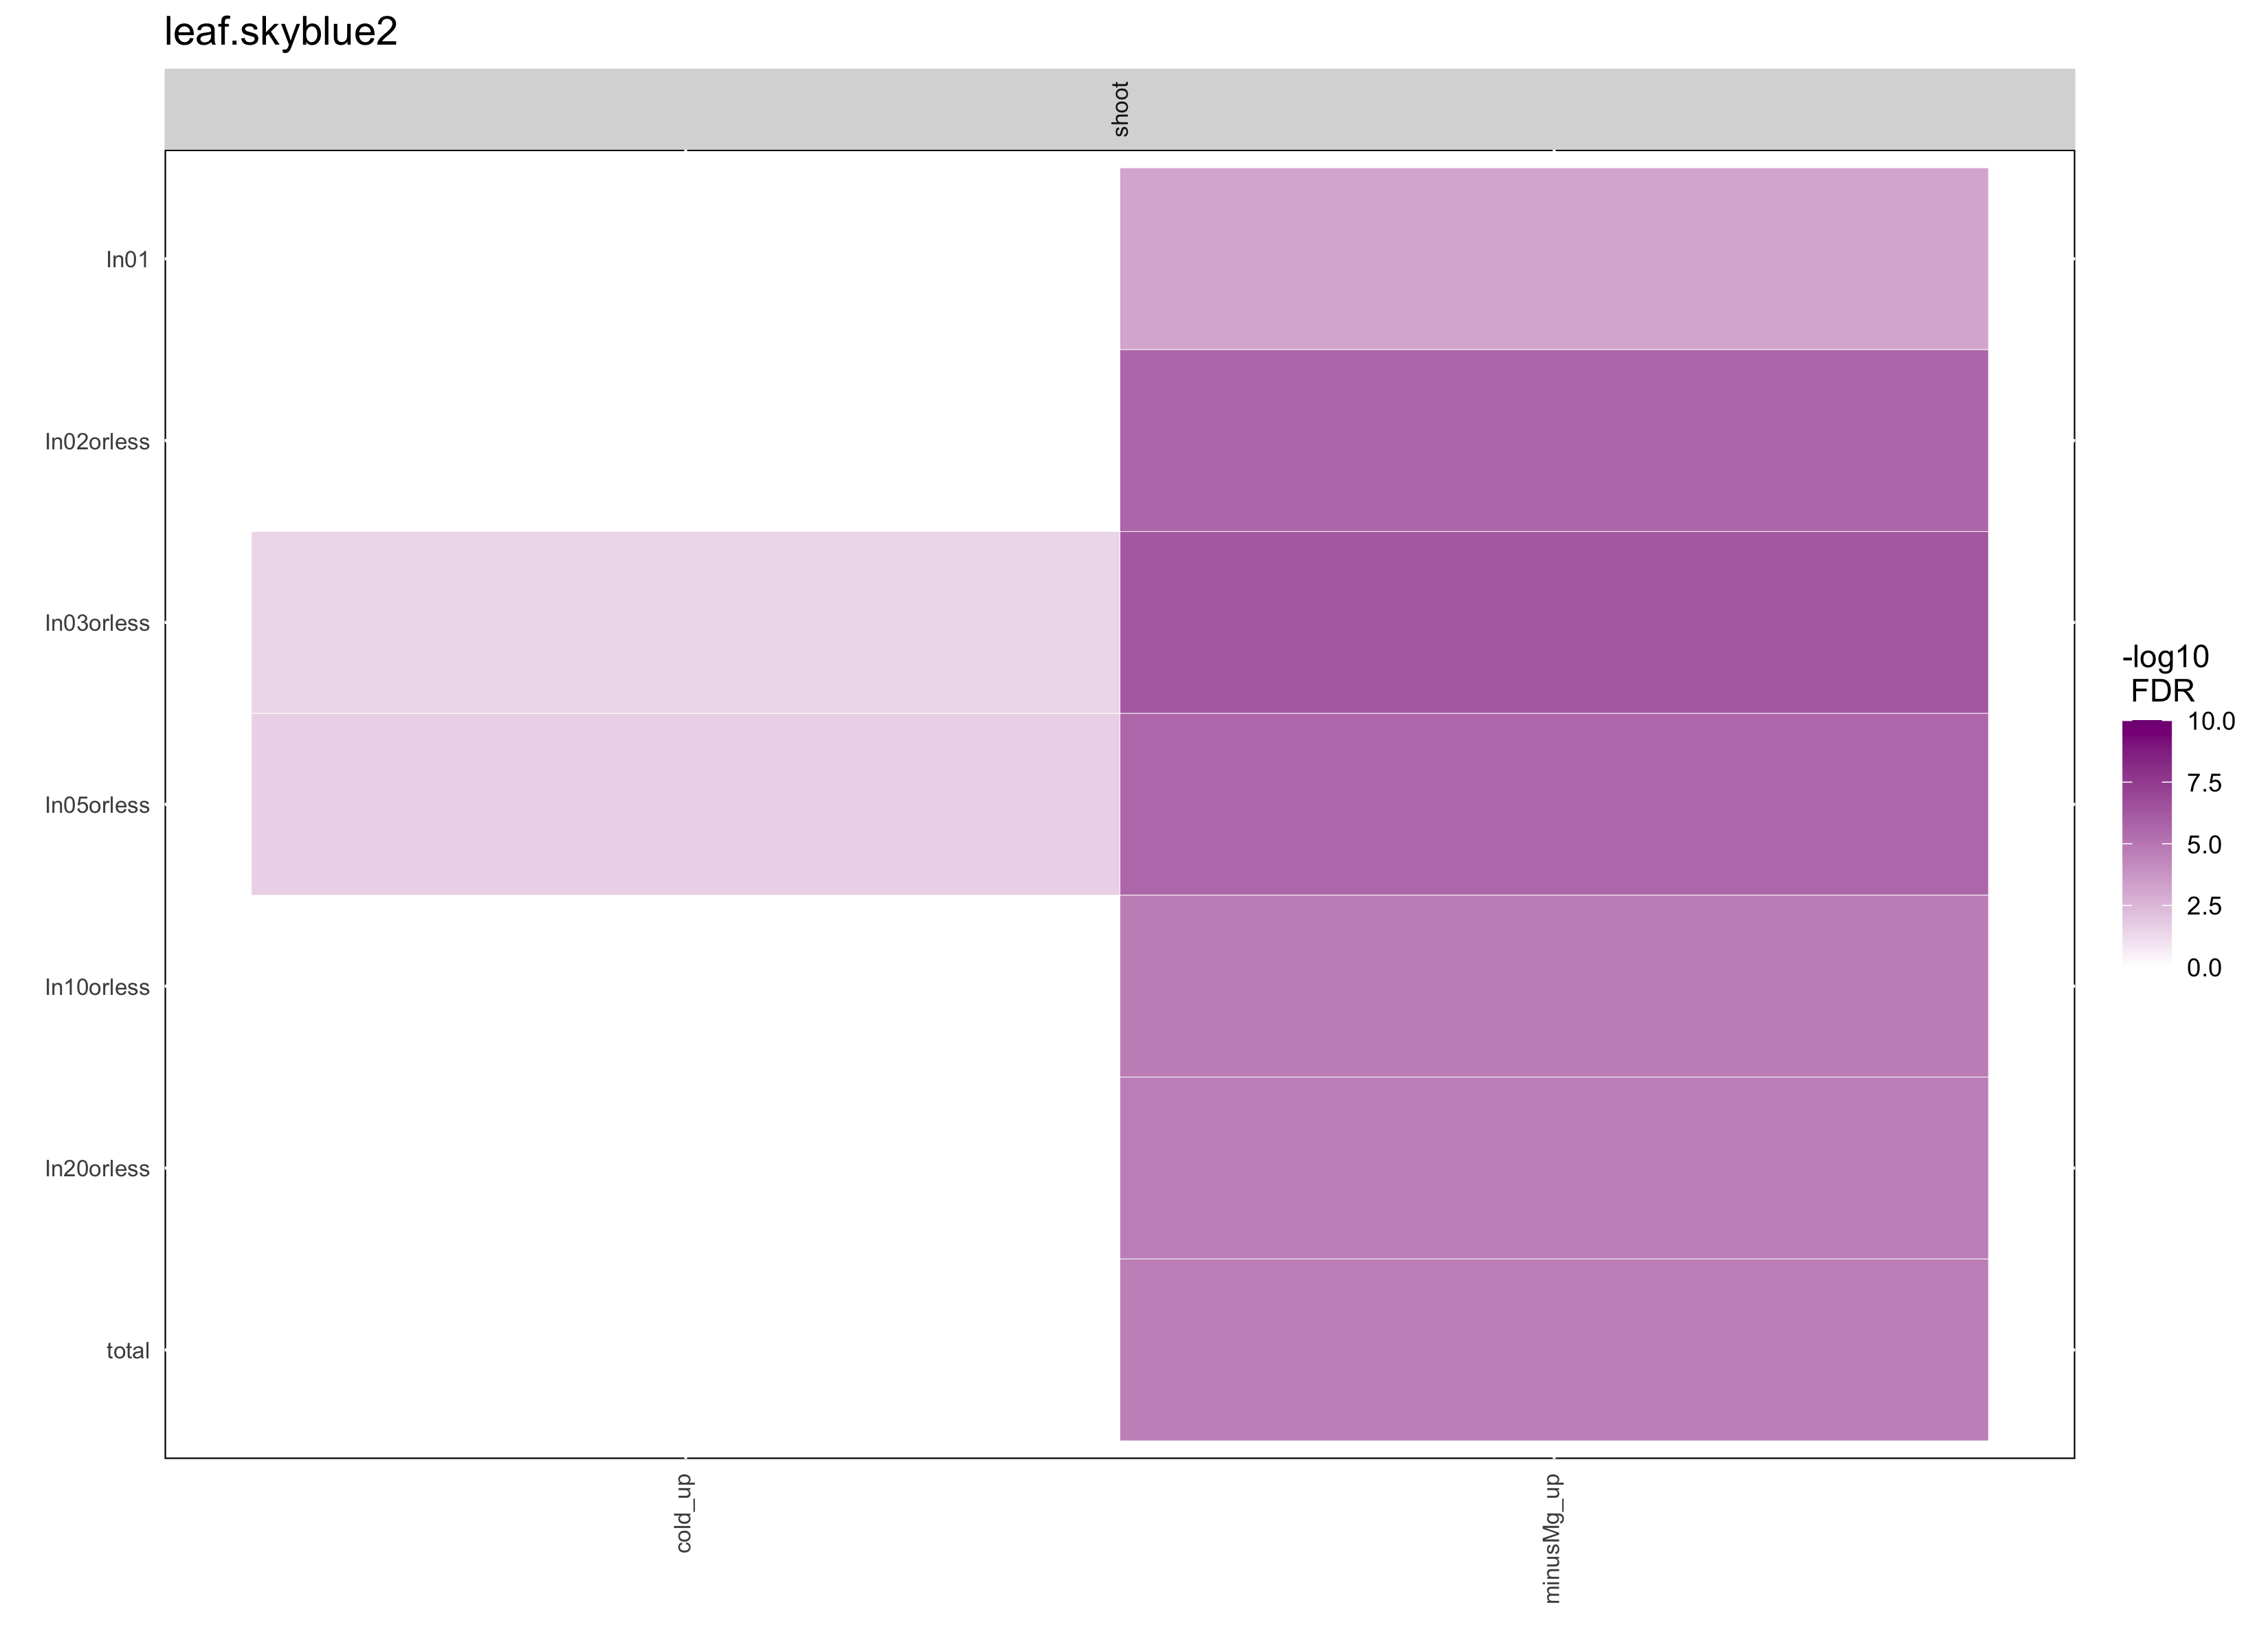 leaf.skyblue2
shoot
In01
In02orless
In03orless
In05orless
In10orless
In20orless
total
cold_up
minusMg_up
-log10
FDR
10.0
7.5
5.0
2.5
0.0